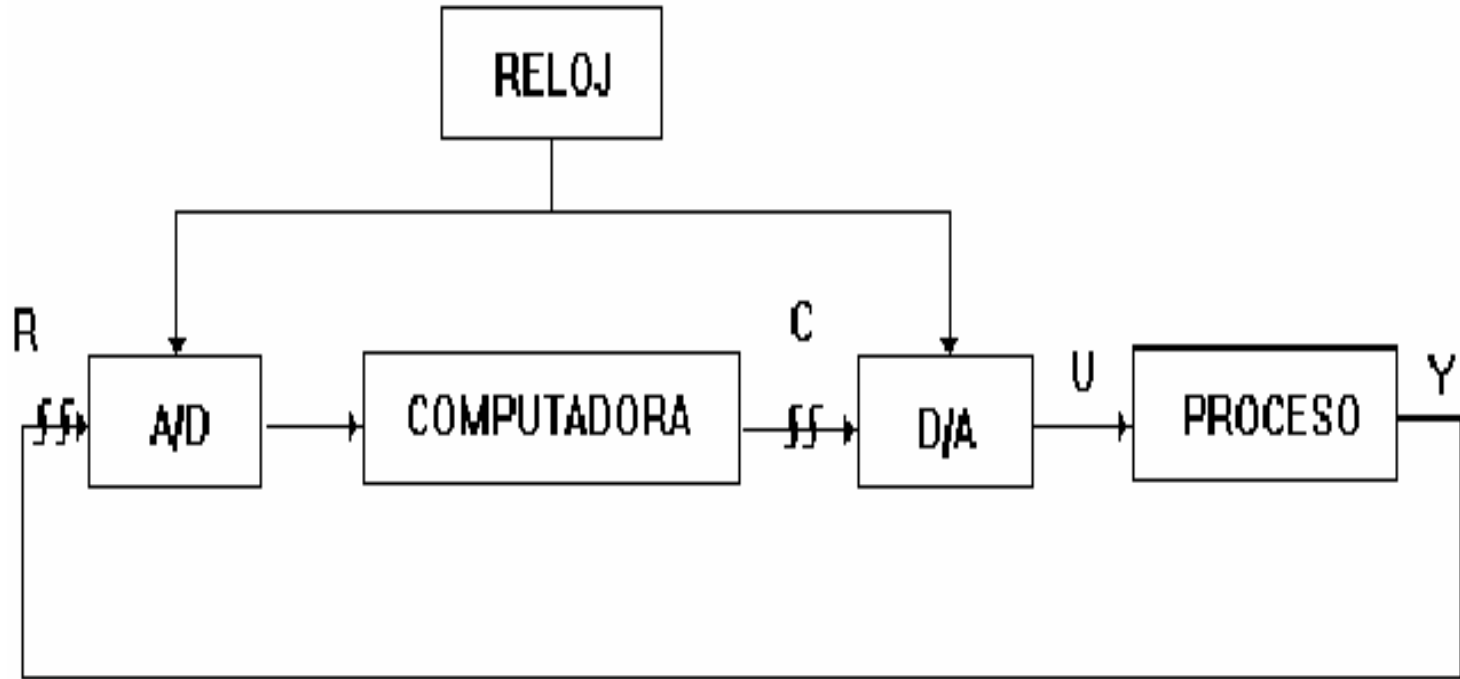 RELOJ
R
C
A/D
COMPUTADORA
D/A
U
PROCESO
Y